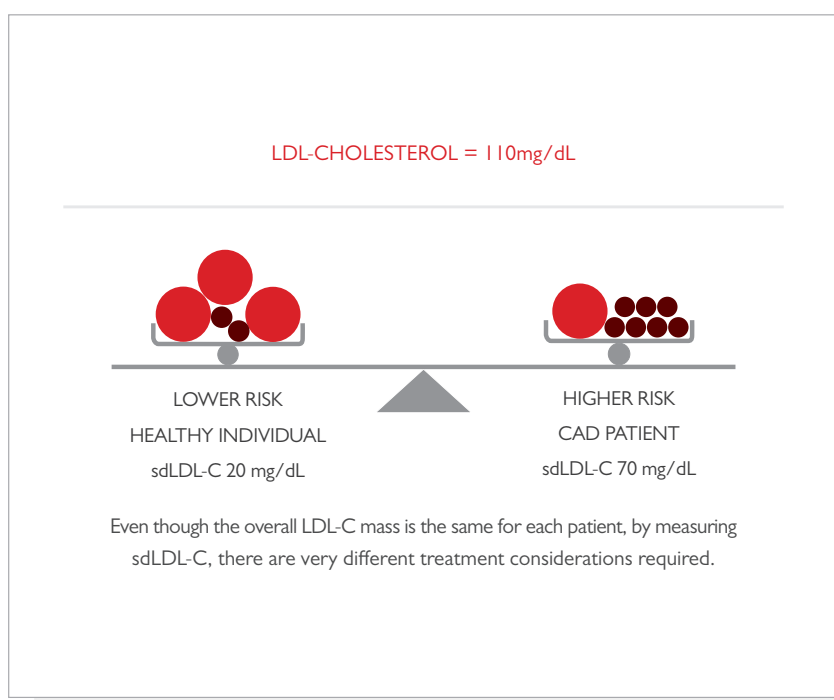 LDL-CHOLESTEROL = 110mg/dL
LOWER RISK
HEALTHY INDIVIDUAL
sdLDL-C 20 mg/dL
HIGHER RISK
CAD PATIENT
sdLDL-C 70 mg/dL
Even though the overall LDL-C mass is the same for each patient, by measuring
sdLDL-C, there are very different treatment considerations required.